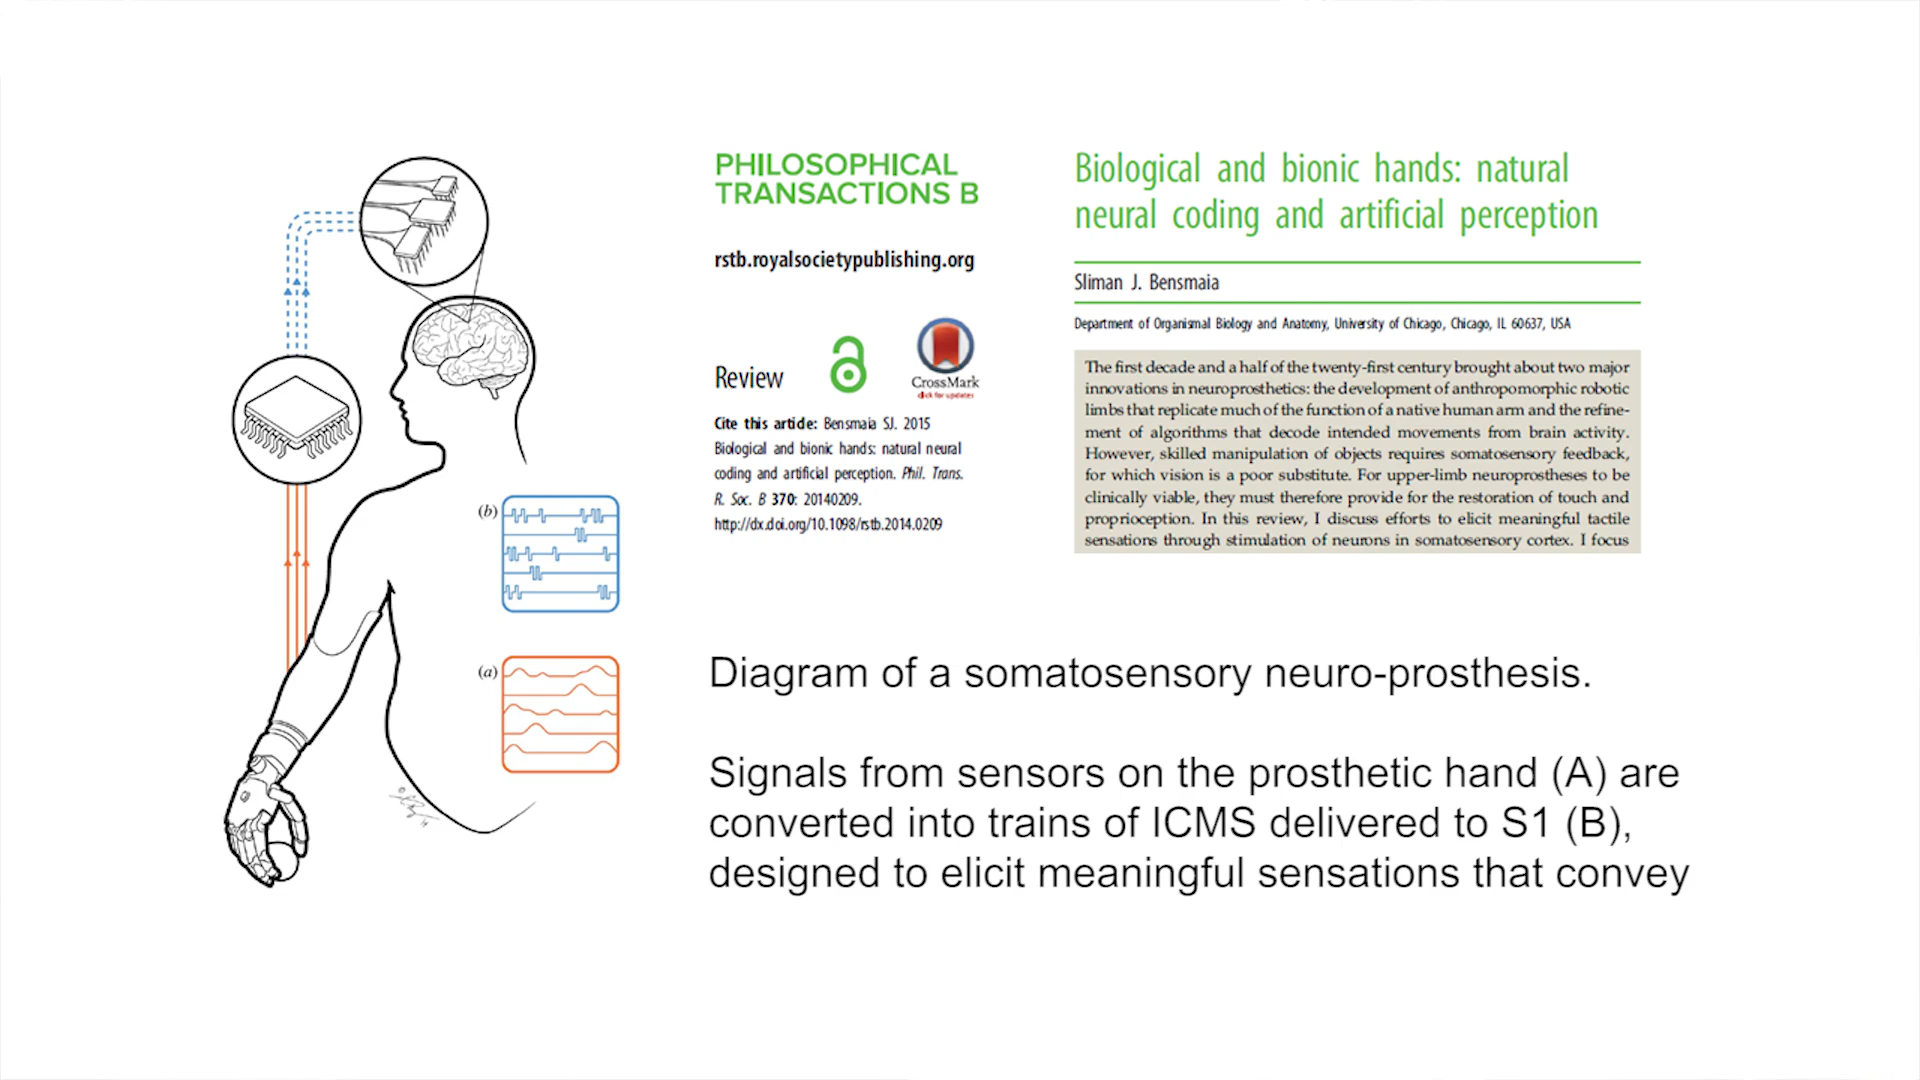 PHILOSOPHICAL
TRANSACTIONS B
rstb.royalsocietypublishing.org
Review
CrossMark
click for updates
Cite this article: Bensmaia SJ. 2015
Biological and bionic hands: natural neural
coding and artificial perception. Phil. Trans.
R. Soc. B 370: 20140209.
http://dx.doi.org/10.1098/rstb.2014.0209
Biological and bionic hands: natural
neural coding and artificial perception
Sliman J. Bensmaia
Department of Organismal Biology and Anatomy, University of Chicago, Chicago, IL 60637, USA
The first decade and a half of the twenty-first century brought about two major
innovations in neuroprosthetics: the development of anthropomorphic robotic
limbs that replicate much of the function of a native human arm and the refine-
ment of algorithms that decode intended movements from brain activity.
However, skilled manipulation of objects requires somatosensory feedback,
for which vision is a poor substitute. For upper-limb neuroprostheses to be
clinically viable, they must therefore provide for the restoration of touch and
proprioception. In this review, I discuss efforts to elicit meaningful tactile
sensations through stimulation of neurons in somatosensory cortex. I focus
(b)
(a)
Diagram of a somatosensory neuro-prosthesis.
Signals from sensors on the prosthetic hand (A) are
converted into trains of ICMS delivered to S1 (B),
designed to elicit meaningful sensations that convey